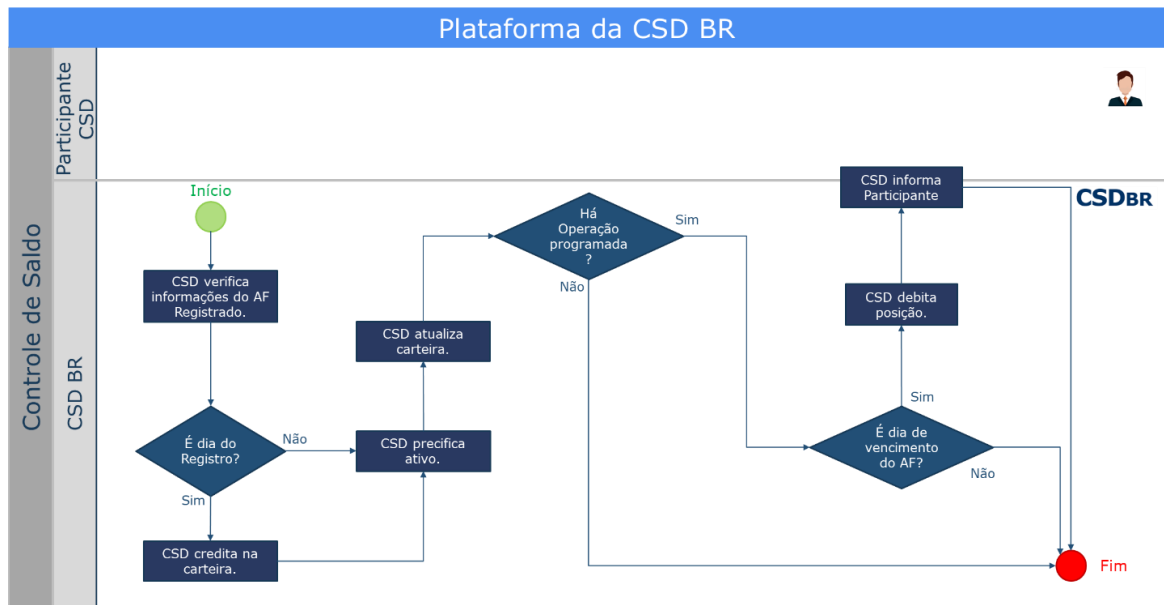 Plataforma da CSD BR
Controle de Saldo
Participante
CSD
CSD BR
Início
CSD verifica
informações do AF
Registrado.
É dia do
Registro?
Não
Sim
CSD credita na
carteira.
CSD precifica
ativo.
CSD atualiza
carteira.
Há
Operação
programada
?
Sim
Não
É dia de
vencimento
do AF?
Sim
Não
CSD debita
posição.
CSD informa
Participante
CSDBR
Fim